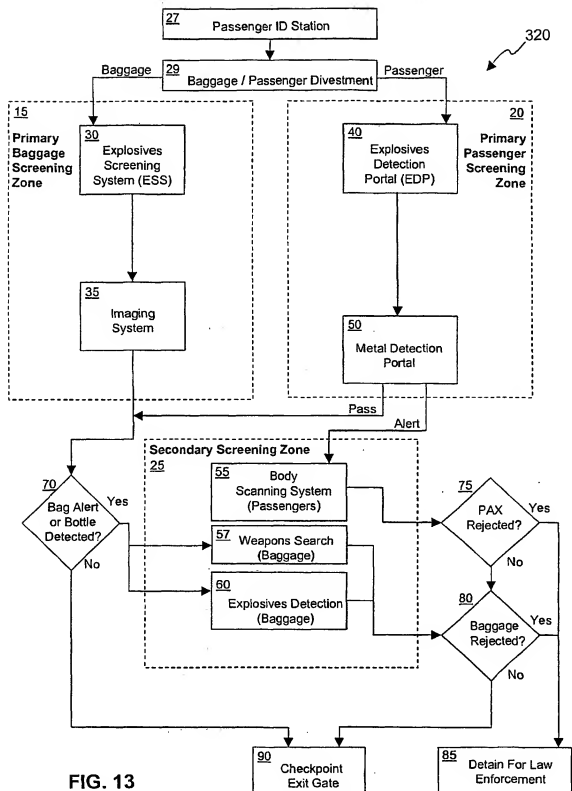 27
Passenger ID Station
320
29
Baggage / Passenger Divestment
Baggage
Passenger
15
Primary
Baggage
Screening
Zone
30
Explosives
Screening
System (ESS)
35
Imaging
System
20
Primary
Passenger
Screening
Zone
40
Explosives
Detection
Portal (EDP)
50
Metal Detection
Portal
Pass
Alert
Secondary Screening Zone
25
55
Body
Scanning System
(Passengers)
57
Weapons Search
(Baggage)
60
Explosives Detection
(Baggage)
70
Bag Alert
or Bottle
Detected?
Yes
No
75
PAX
Rejected?
Yes
No
80
Baggage
Rejected?
Yes
No
90
Checkpoint
Exit Gate
85
Detain For Law
Enforcement
FIG. 13